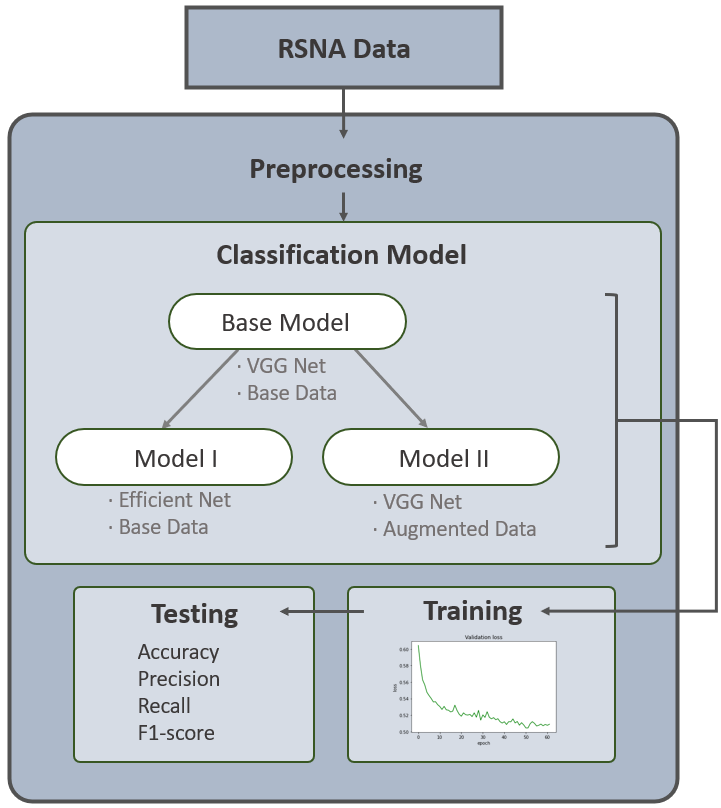 RSNA Data
Preprocessing
Classification Model
Base Model
· VGG Net
· Base Data
Model I
· Efficient Net
· Base Data
Model II
· VGG Net
· Augmented Data
Testing
Accuracy
Precision
Recall
F1-score
Training
Validation loss
0.60
0.58
0.56
0.54
0.52
0.50
loss
0 10 20 30 40 50 60
epoch